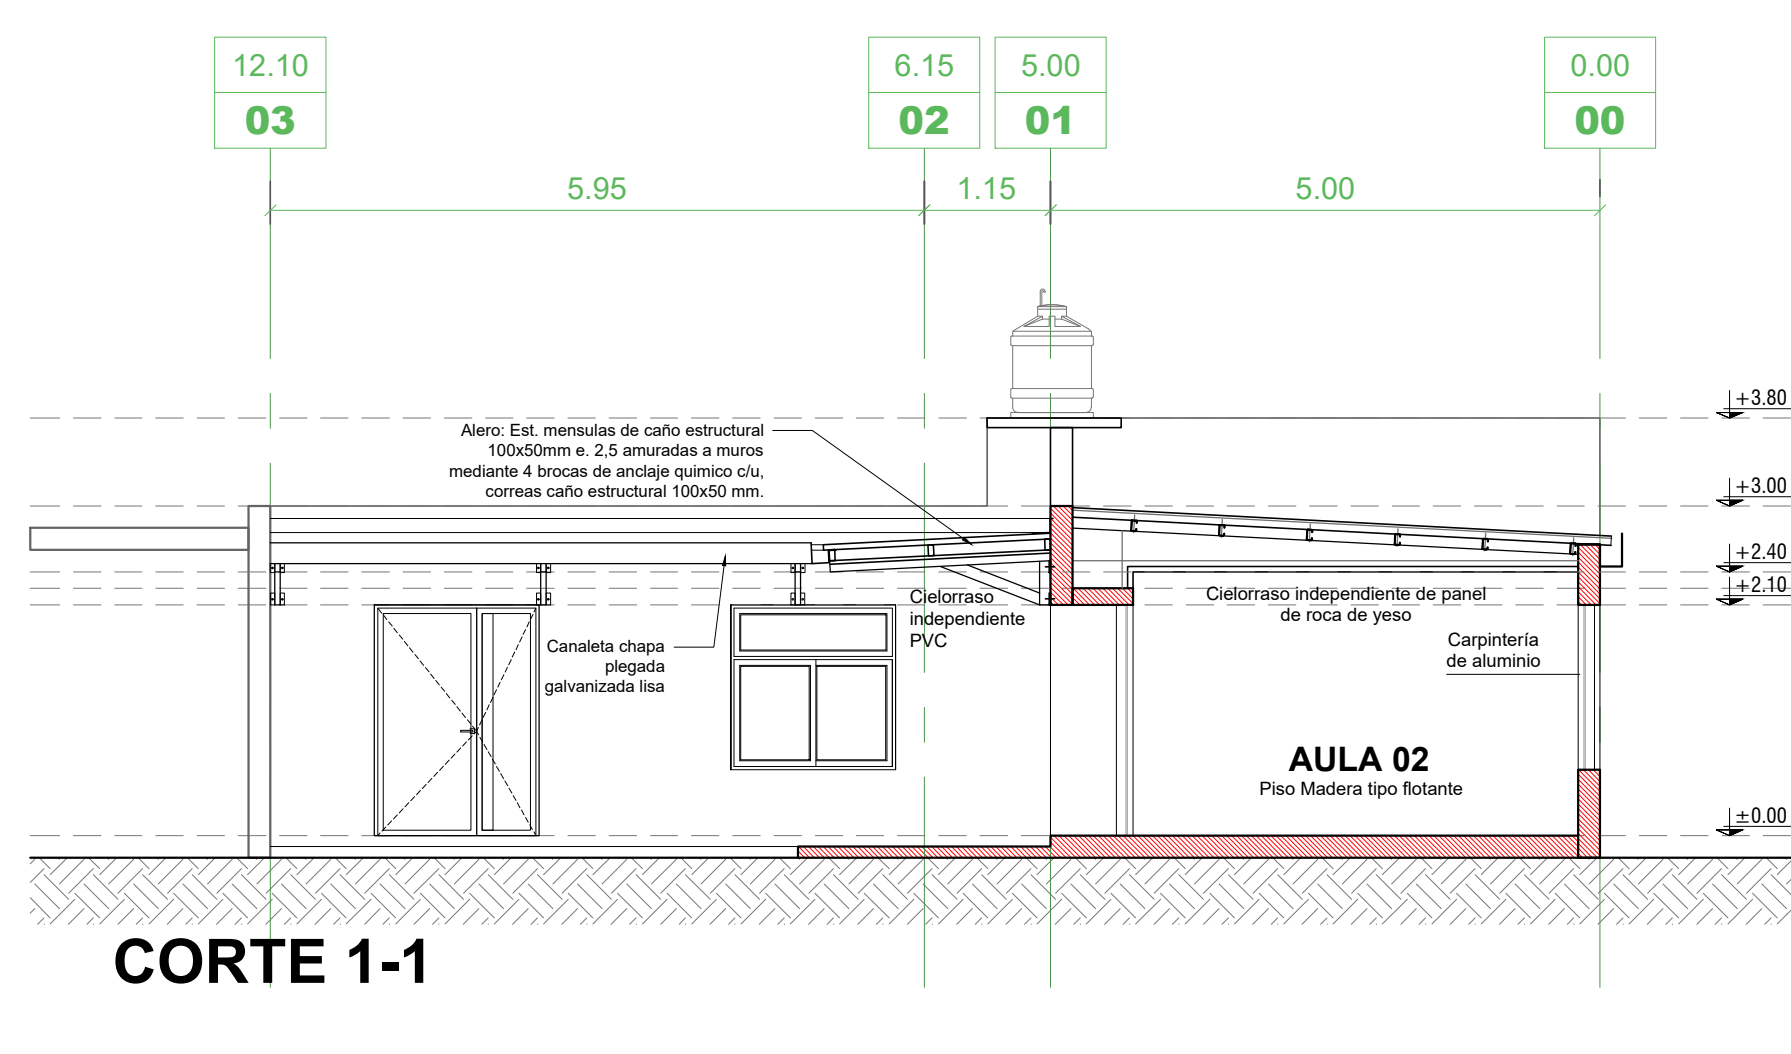 12.10
6.15
5.00
0.00
03
02
01
00
5.95
1.15
5.00
+3.80
Alero: Est. mensulas de caño estructural
100x50mm e. 2,5 amuradas a muros
mediante 4 brocas de anclaje quimico c/u,
correas caño estructural 100x50 mm.
+3.00
+2.40
+2.10
Cielorraso
independiente
PVC
Cielorraso independiente de panel
de roca de yeso
Canaleta chapa
plegada
galvanizada lisa
Carpintería
de aluminio
AULA 02
Piso Madera tipo flotante
±0.00
CORTE 1-1